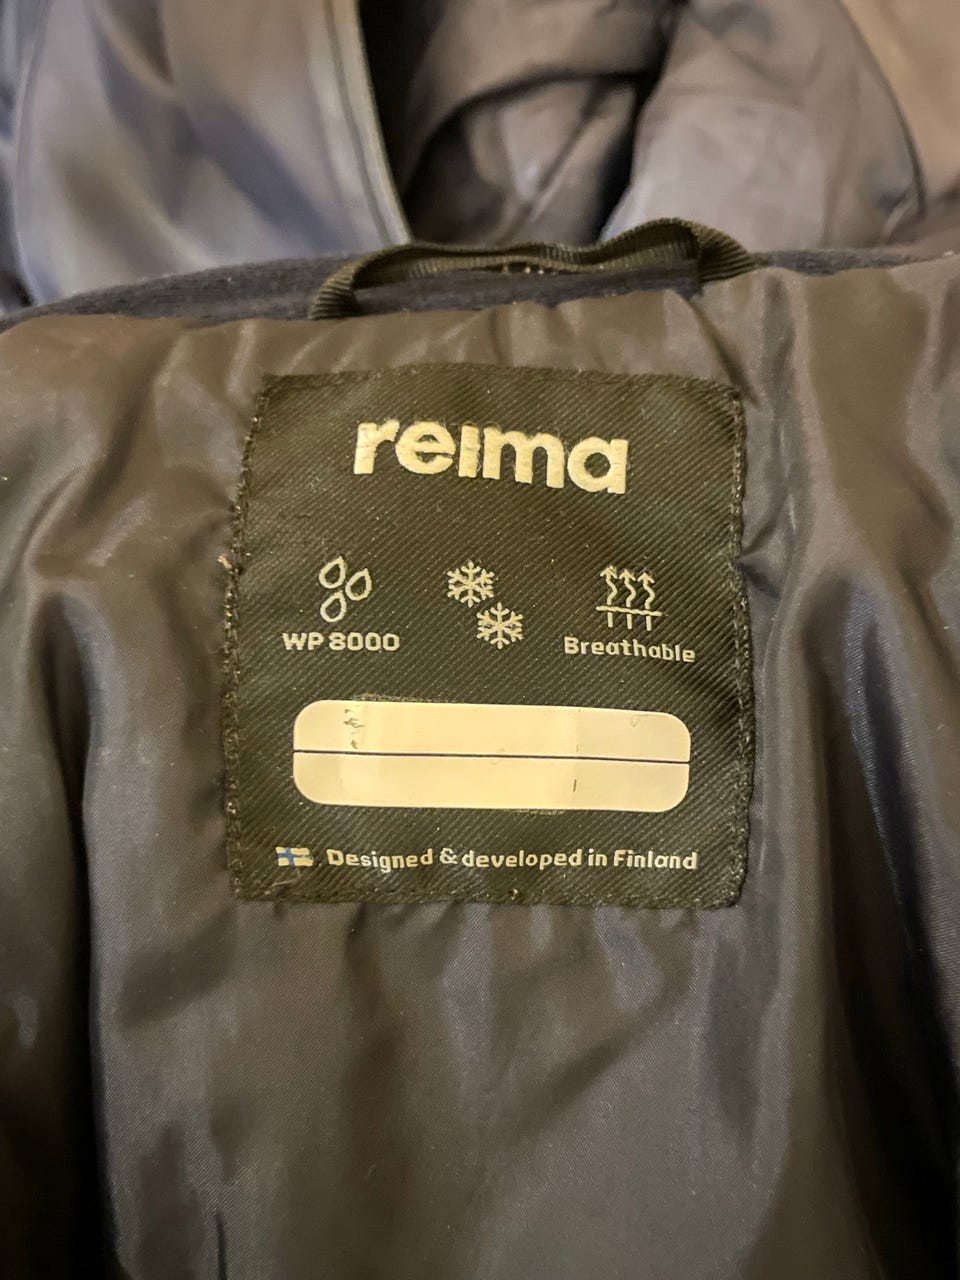 reima
WP 8000
Breathable
Designed & developed in Finland